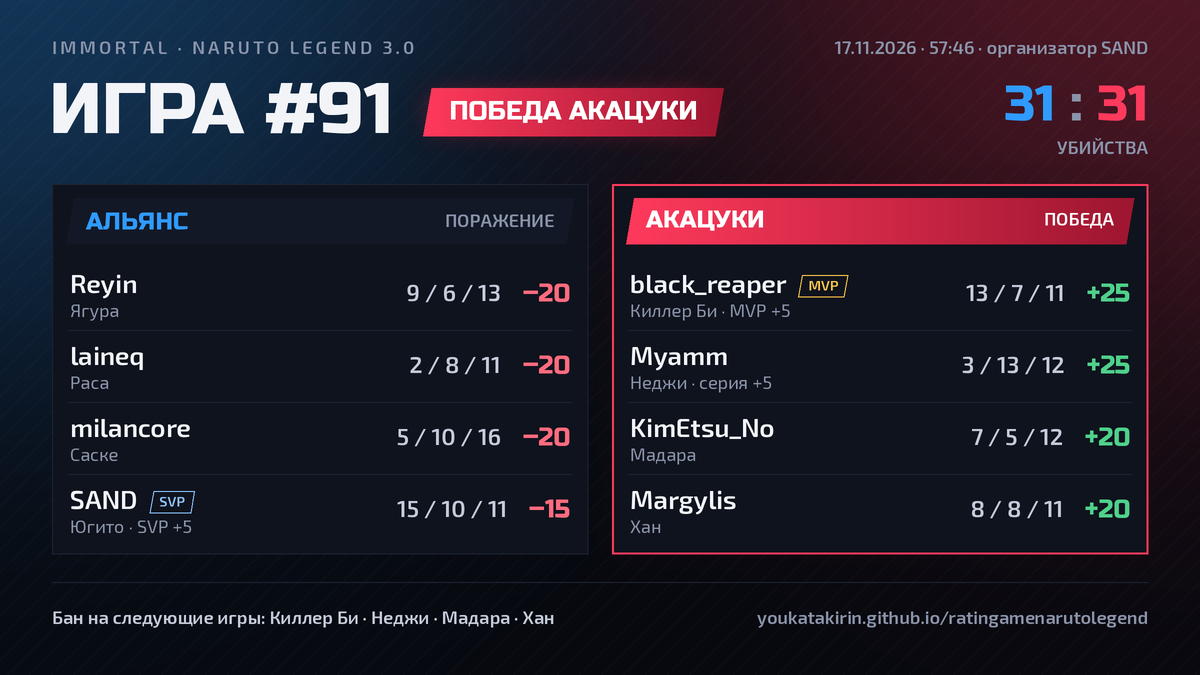 IMMORTAL · NARUTO LEGEND 3.0
17.11.2026 · 57:46 · организатор SAND
ИГРА #91
ПОБЕДА АКАЦУКИ
31 : 31
УБИЙСТВА
АЛЬЯНС ПОРАЖЕНИЕ
Reyin 9 / 6 / 13 −20
Ягура
laineq 2 / 8 / 11 −20
Раса
milancore 5 / 10 / 16 −20
Саске
SAND SVP 15 / 10 / 11 −15
Югито · SVP +5
АКАЦУКИ ПОБЕДА
black_reaper MVP 13 / 7 / 11 +25
Киллер Би · MVP +5
Myamm 3 / 13 / 12 +25
Неджи · серия +5
KimEtsu_No 7 / 5 / 12 +20
Мадара
Margylis 8 / 8 / 11 +20
Хан
Бан на следующие игры: Киллер Би · Неджи · Мадара · Хан
youkatakirin.github.io/ratingamenarutolegend